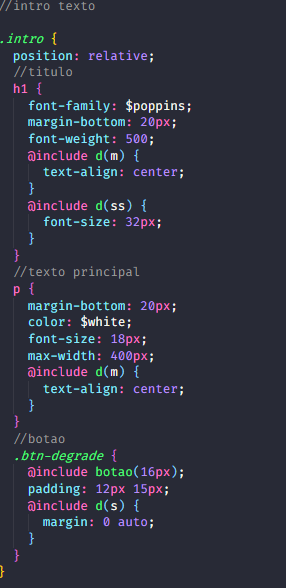 //intro texto
.intro {
position: relative;
//titulo
h1 {
font-family: $poppins;
margin-bottom: 20px;
font-weight: 500;
@include d(m) {
text-align: center;
}
@include d(ss) {
font-size: 32px;
}
}
//texto principal
p {
margin-bottom: 20px;
color: $white;
font-size: 18px;
max-width: 400px;
@include d(m) {
text-align: center;
}
}
//botao
.btn-degrade {
@include botao(16px);
padding: 12px 15px;
@include d(s) {
margin: 0 auto;
}
}
}